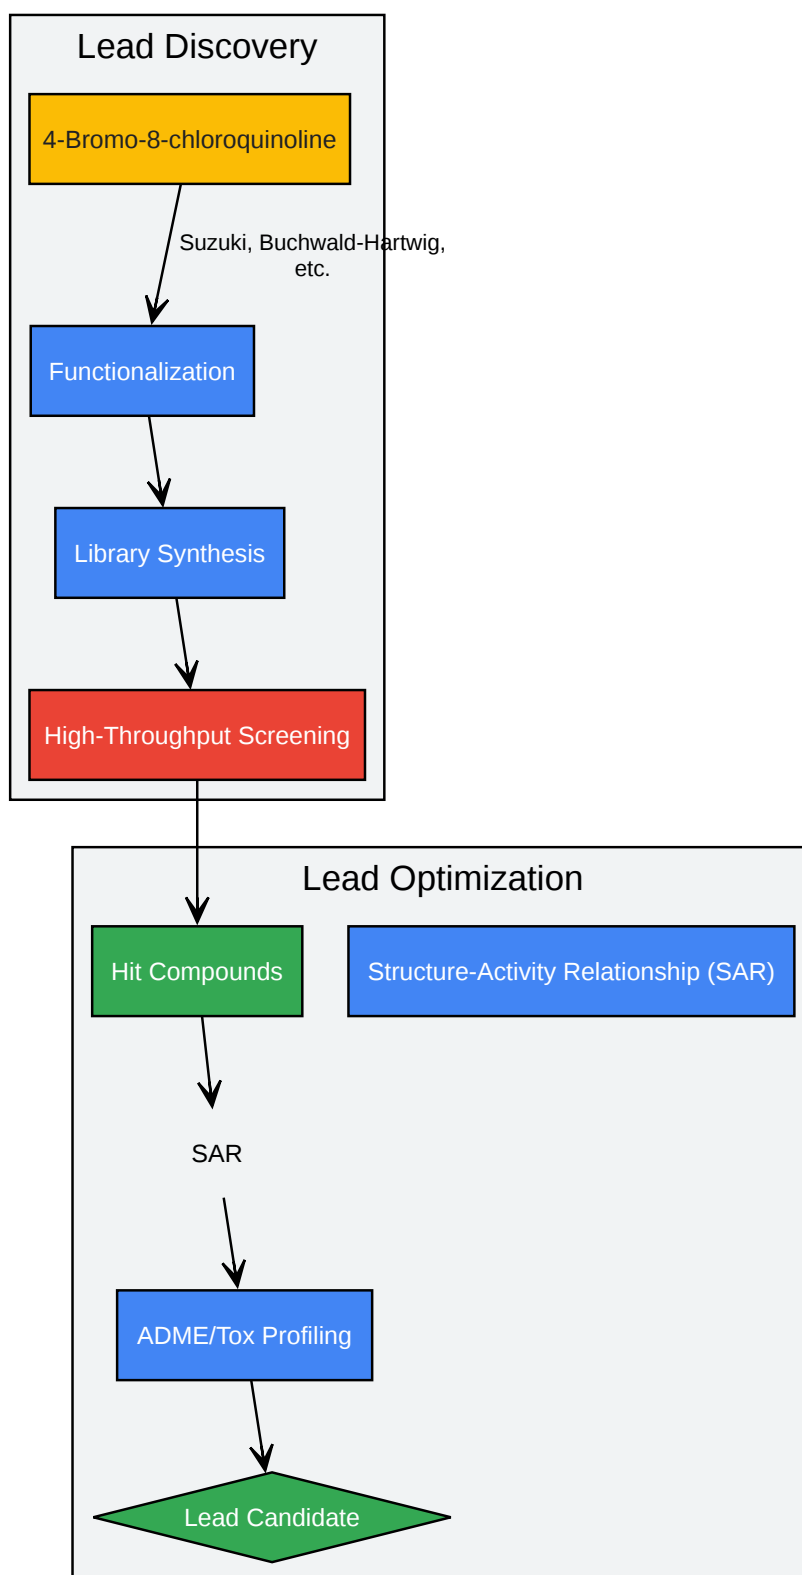 Lead Discovery
4-Bromo-8-chloroquinoline
Suzuki, Buchwald-Hartwig,
etc.
Functionalization
Library Synthesis
High-Throughput Screening
Lead Optimization
Hit Compounds
Structure-Activity Relationship (SAR)
SAR
ADME/Tox Profiling
Lead Candidate